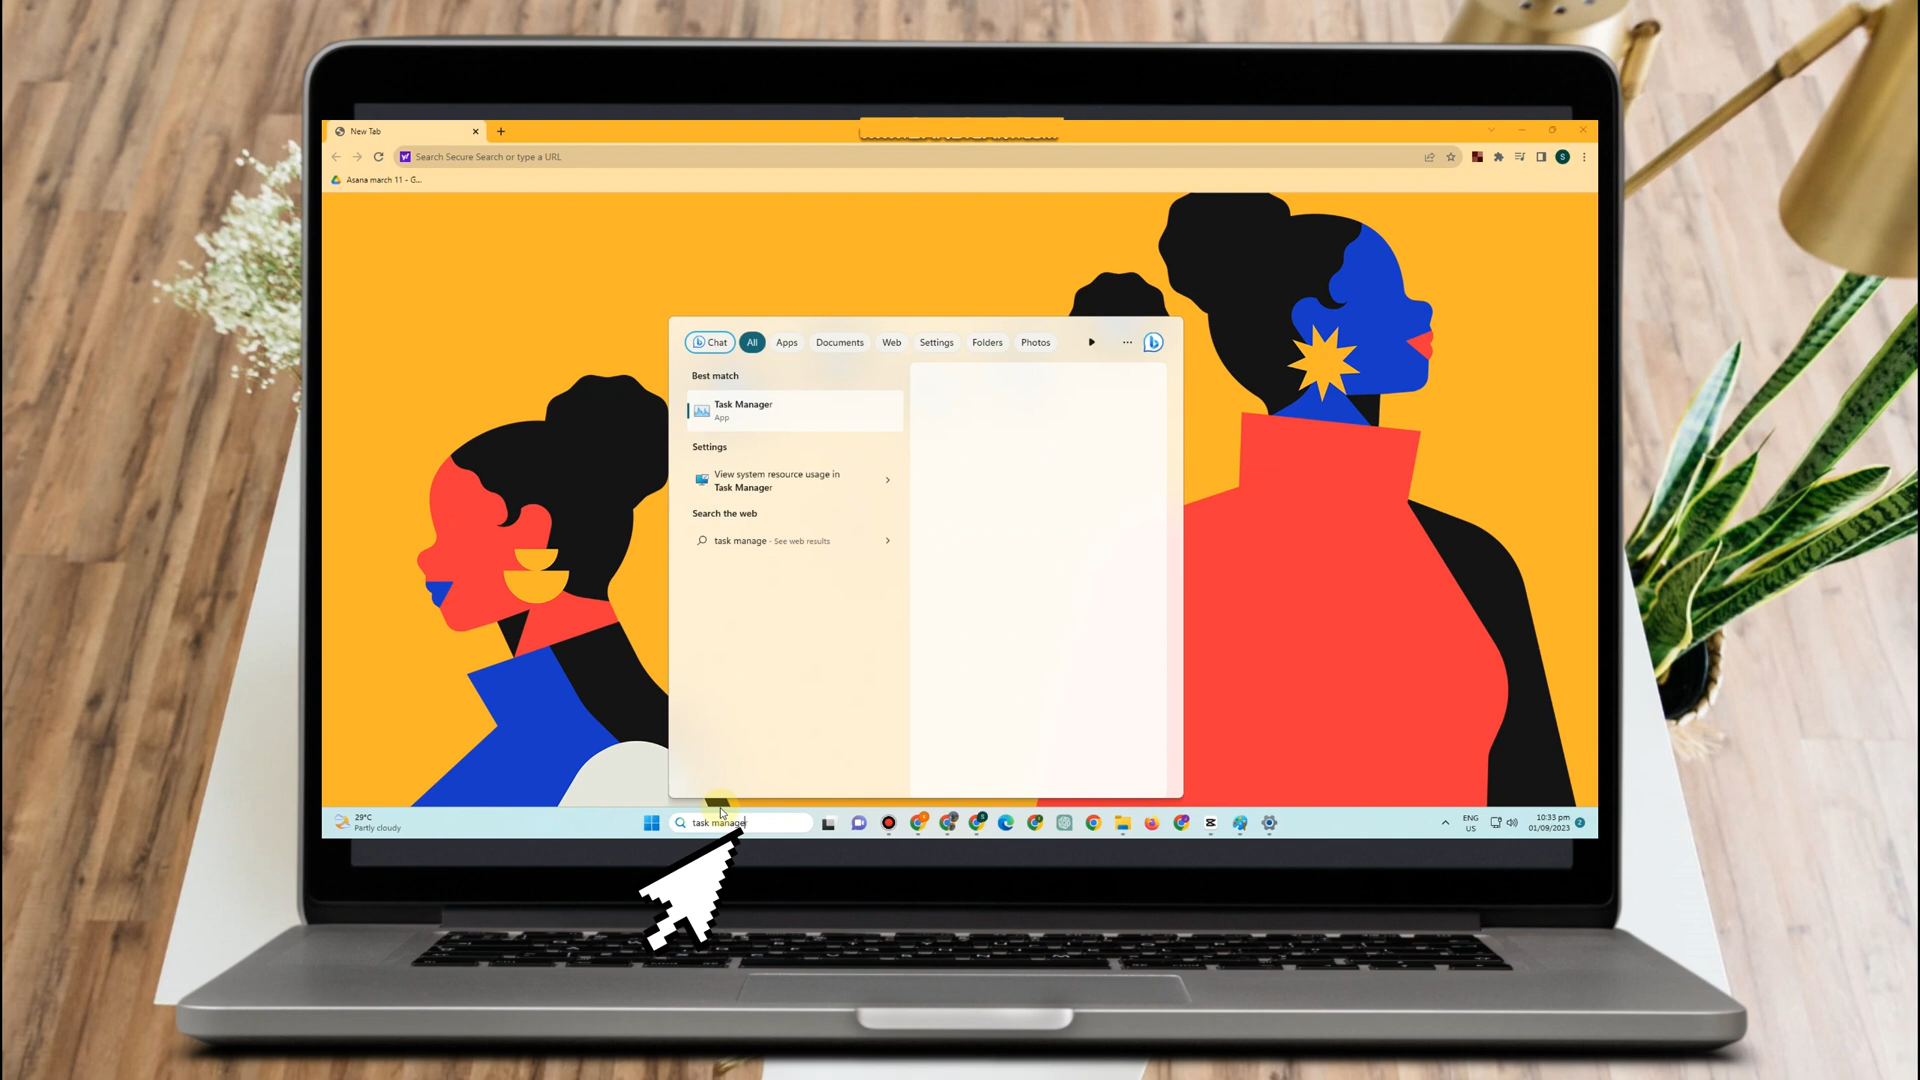 New Tab
Search Secure Search or type a URL
S
Asana march 11 - G...
Chat
All
Apps
Documents
Web
Settings
Folders
Photos
Best match
Task Manager
App
Settings
View system resource usage in
Task Manager
Search the web
task manage - See web results
29°C
Partly cloudy
task manager
ENG
US
10:33 pm
01/09/2023
2